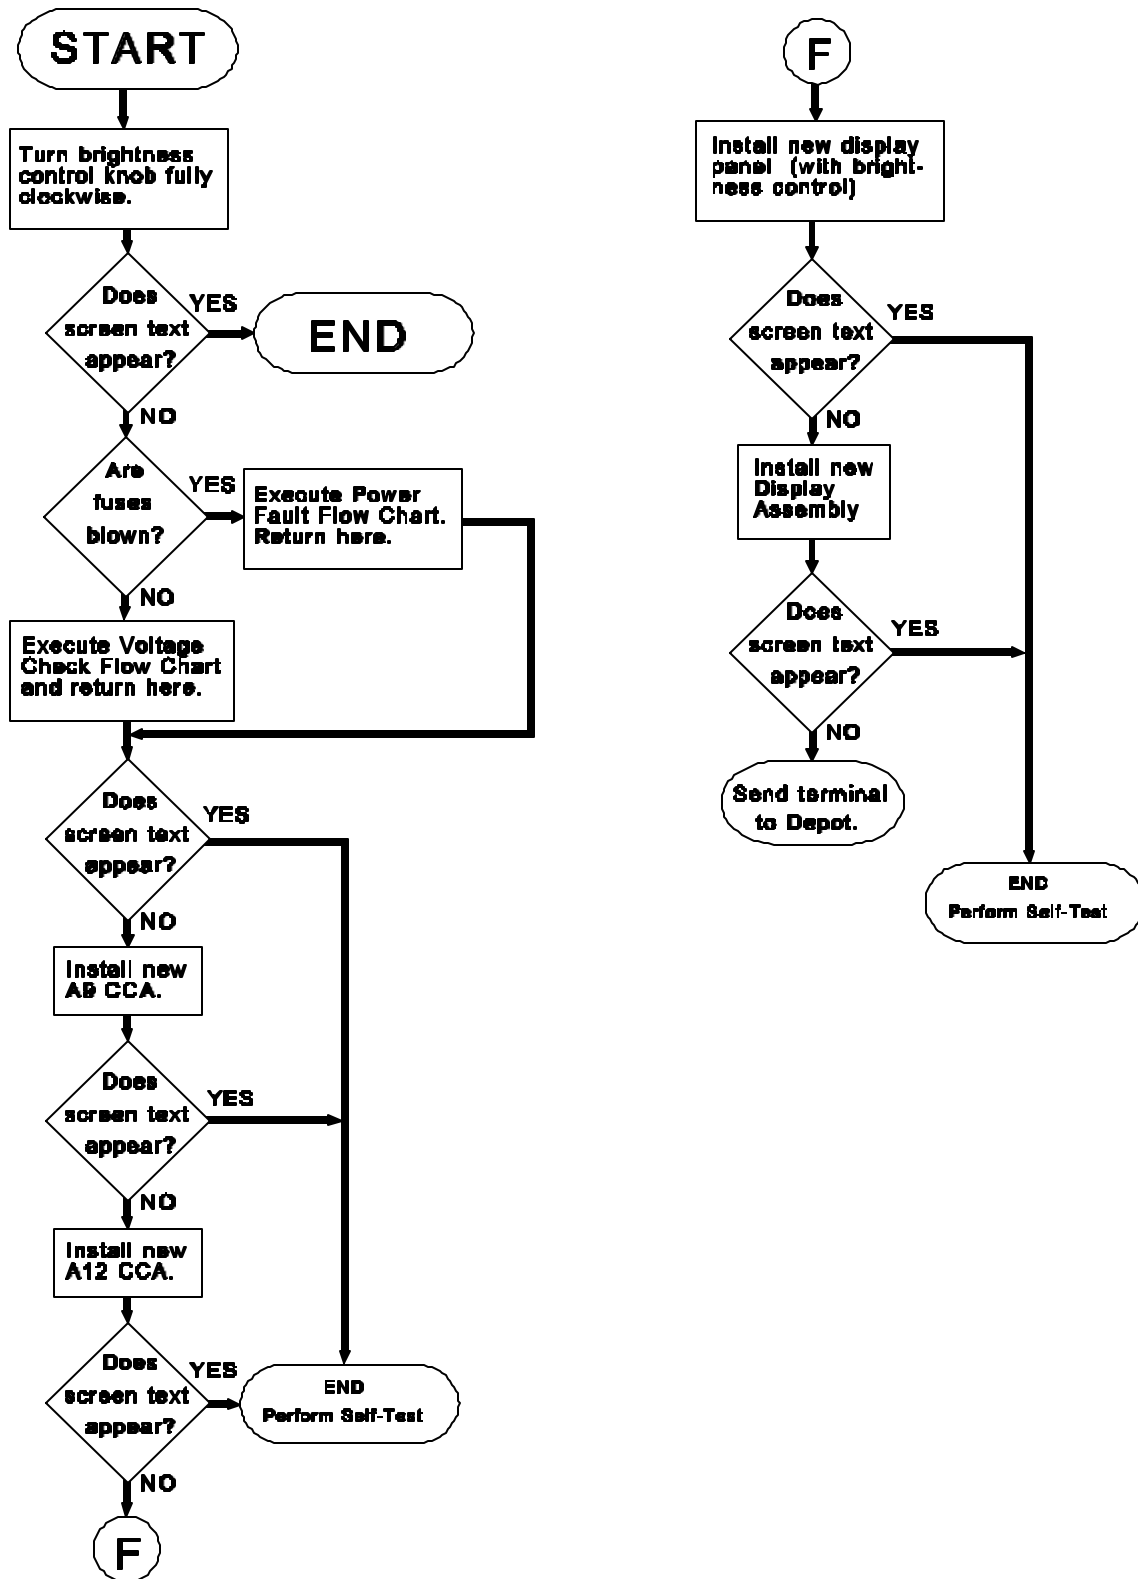 START
Turn brightness
control knob fully
clockwise.
Does
screen text
appear?
YES
END
NO
Are
fuses
blown?
YES
Execute Power
Fault Flow Chart.
Return here.
NO
Execute Voltage
Check Flow Chart
and return here.
Does
screen text
appear?
YES
NO
Install new
A9 CCA.
Does
screen text
appear?
YES
NO
Install new
A12 CCA.
Does
screen text
appear?
YES
END
Perform Self-Test
NO
F
F
Install new display
panel (with bright-
ness control)
Does
screen text
appear?
YES
NO
Install new
Display
Assembly
Does
screen text
appear?
YES
NO
Send terminal
to Depot.
END
Perform Self-Test